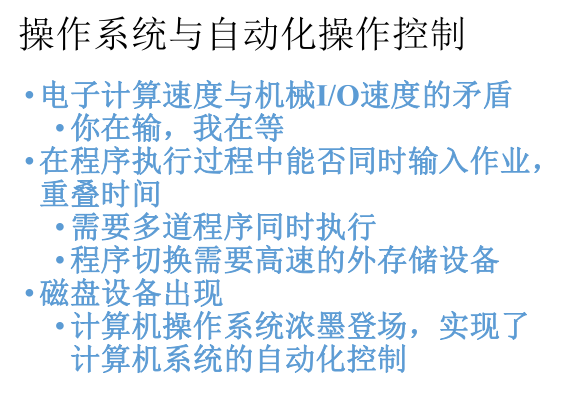 操作系统与自动化操作控制
•电子计算速度与机械I/O速度的矛盾
•你在输，我在等
•在程序执行过程中能否同时输入作业，
重叠时间
•需要多道程序同时执行
•程序切换需要高速的外存储设备
•磁盘设备出现
•计算机操作系统浓墨登场，实现了
计算机系统的自动化控制